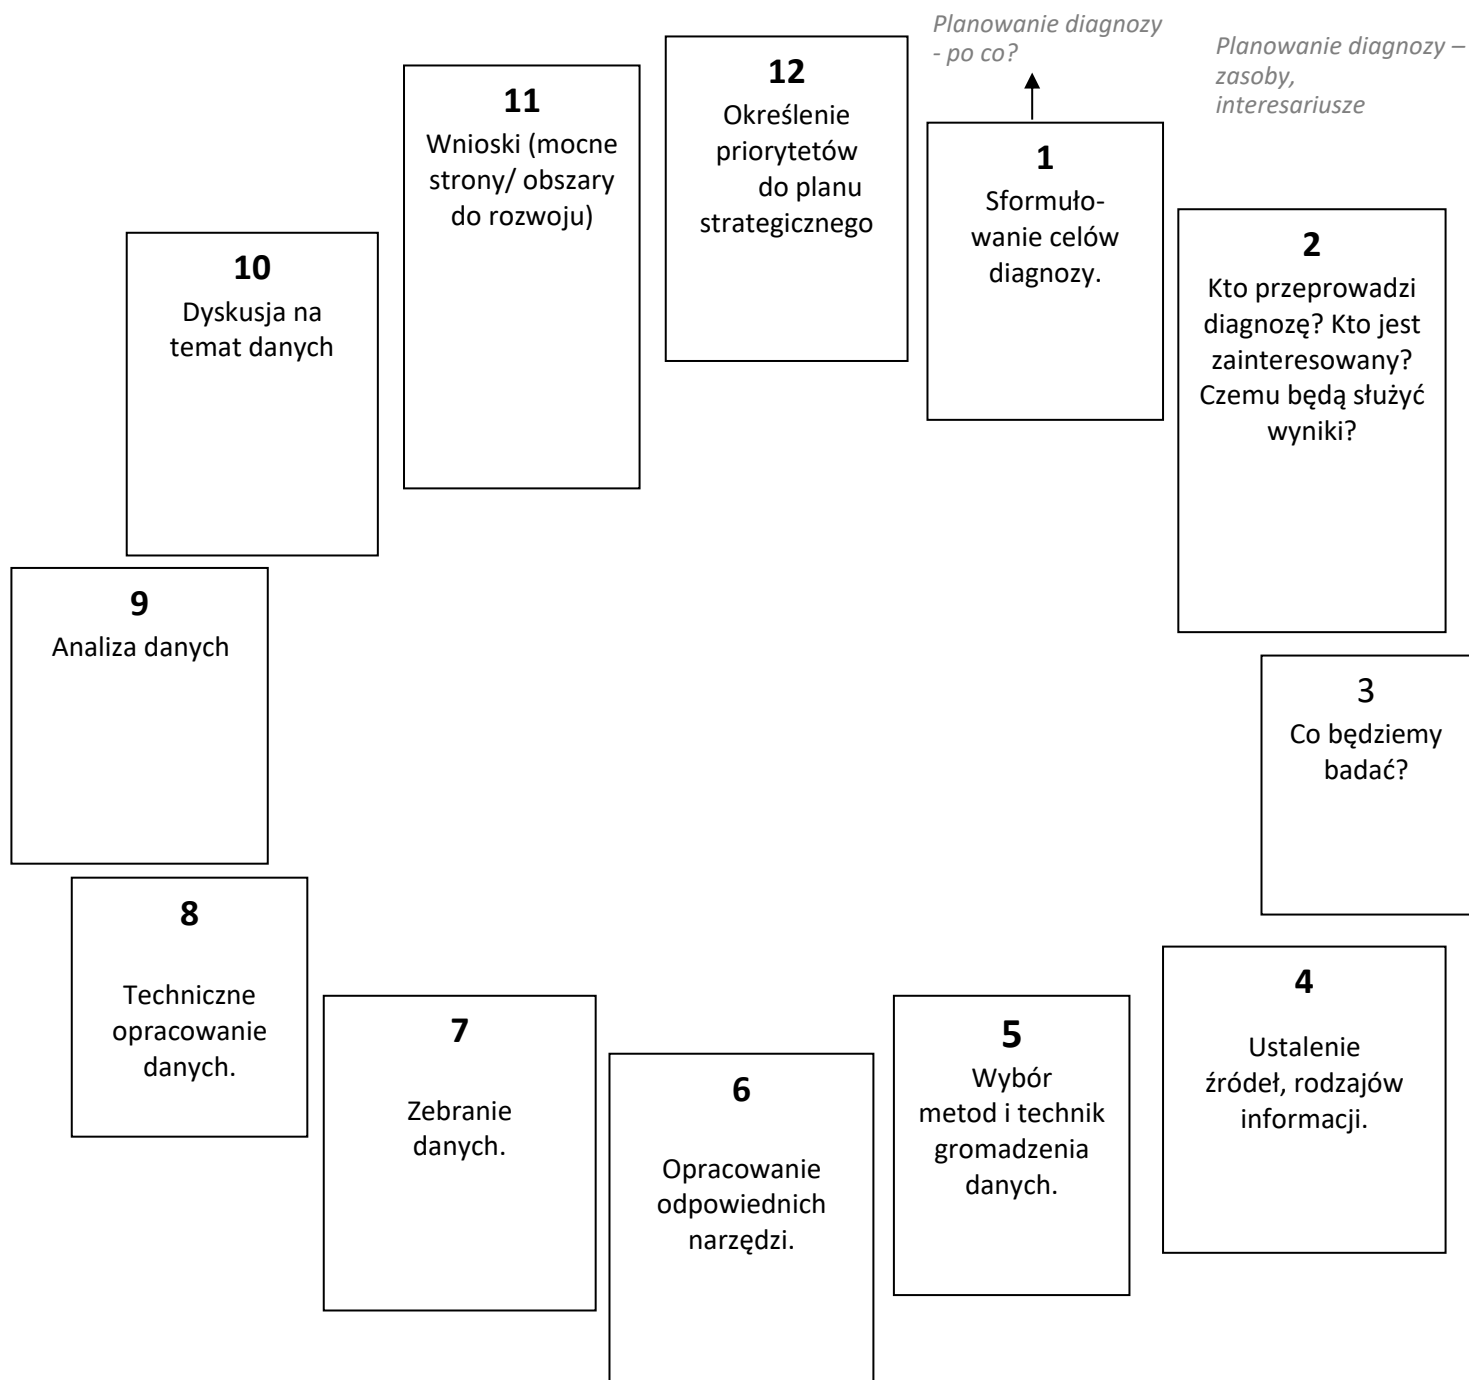 Planowanie diagnozy
- po co?
Planowanie diagnozy –
zasoby,
interesariusze
1
Sformuło-
wanie celów
diagnozy.
2
Kto przeprowadzi
diagnozę? Kto jest
zainteresowany?
Czemu będą służyć
wyniki?
3
Co będziemy
badać?
4
Ustalenie
źródeł, rodzajów
informacji.
5
Wybór
metod i technik
gromadzenia
danych.
6
Opracowanie
odpowiednich
narzędzi.
7
Zebranie
danych.
8
Techniczne
opracowanie
danych.
9
Analiza danych
10
Dyskusja na
temat danych
11
Wnioski (mocne
strony/ obszary
do rozwoju)
12
Określenie
priorytetów
do planu
strategicznego